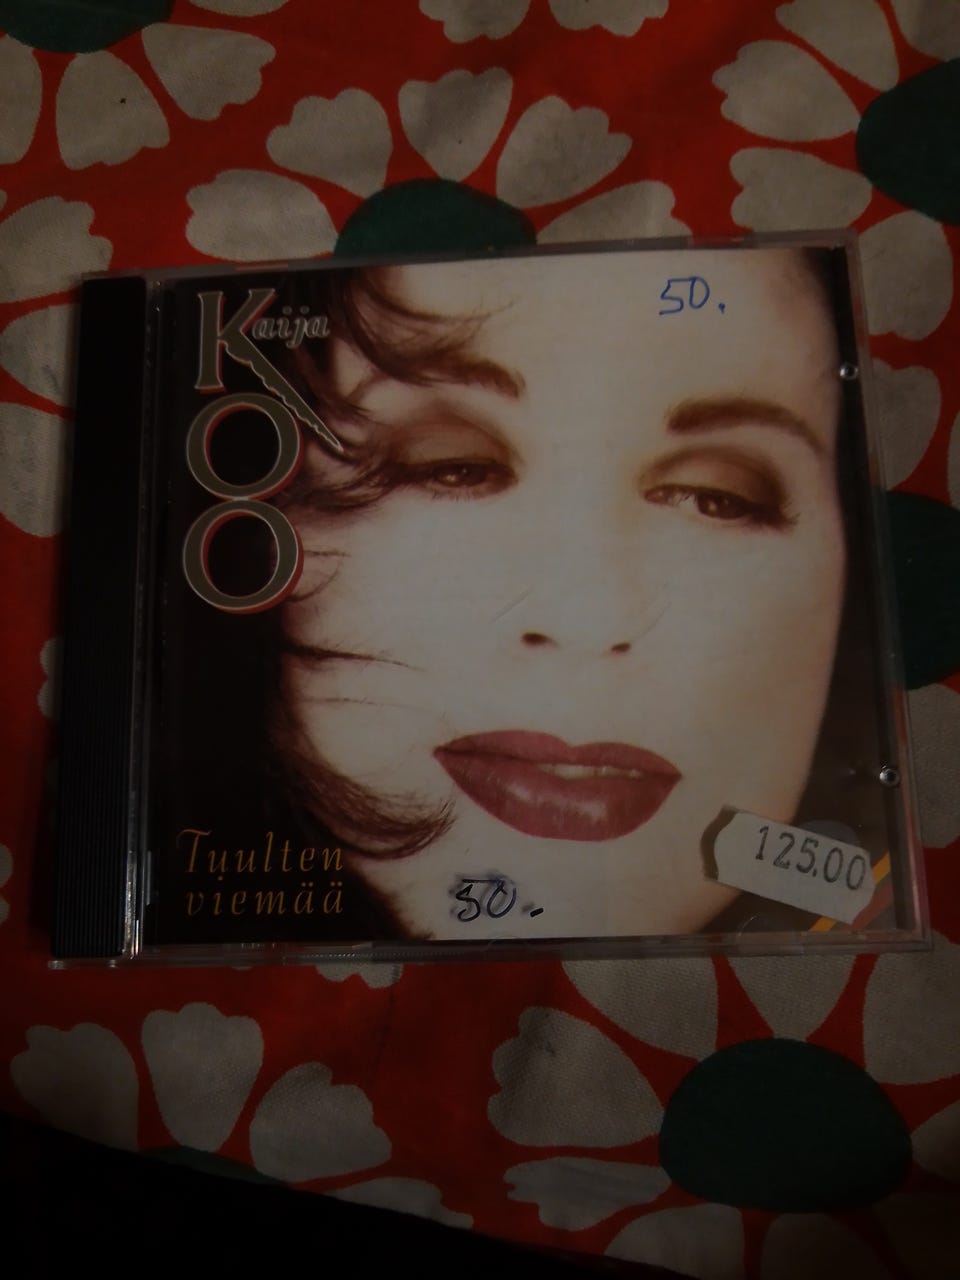 Kaija
KOO
50.
125.00
Tuulten
viemää
50.